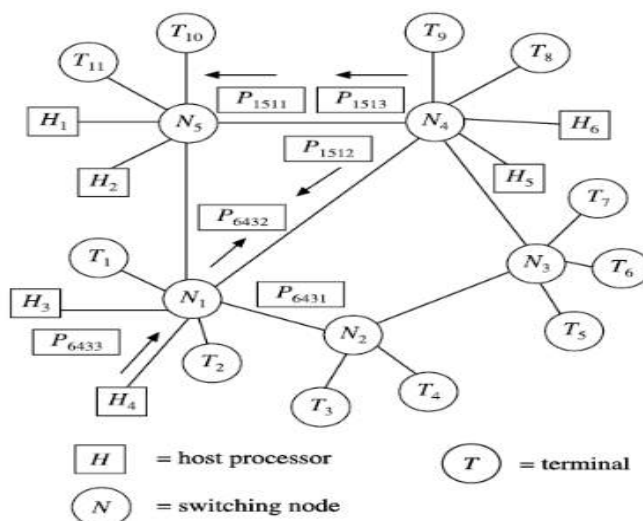 T10
T9
T11
T8
P1511
P1513
H1
N5
N4
H6
P1512
H2
H5
T7
P6432
T1
N3
T6
H3
N1
P6431
P6433
N2
T5
T2
H4
T3
T4
H = host processor
T = terminal
N = switching node